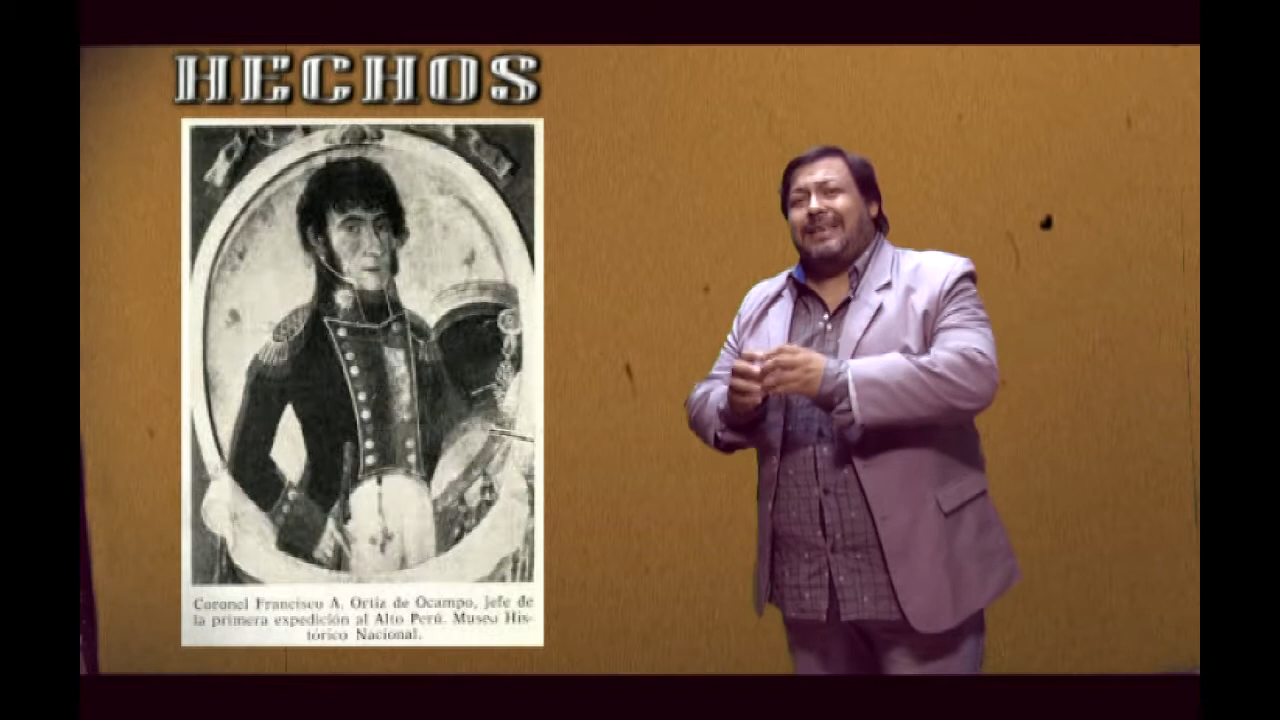 HECHOS
Coronel Francisco A. Ortiz de Ocampo, jefe de
la primera expedición al Alto Perú. Museo His-
tórico Nacional.